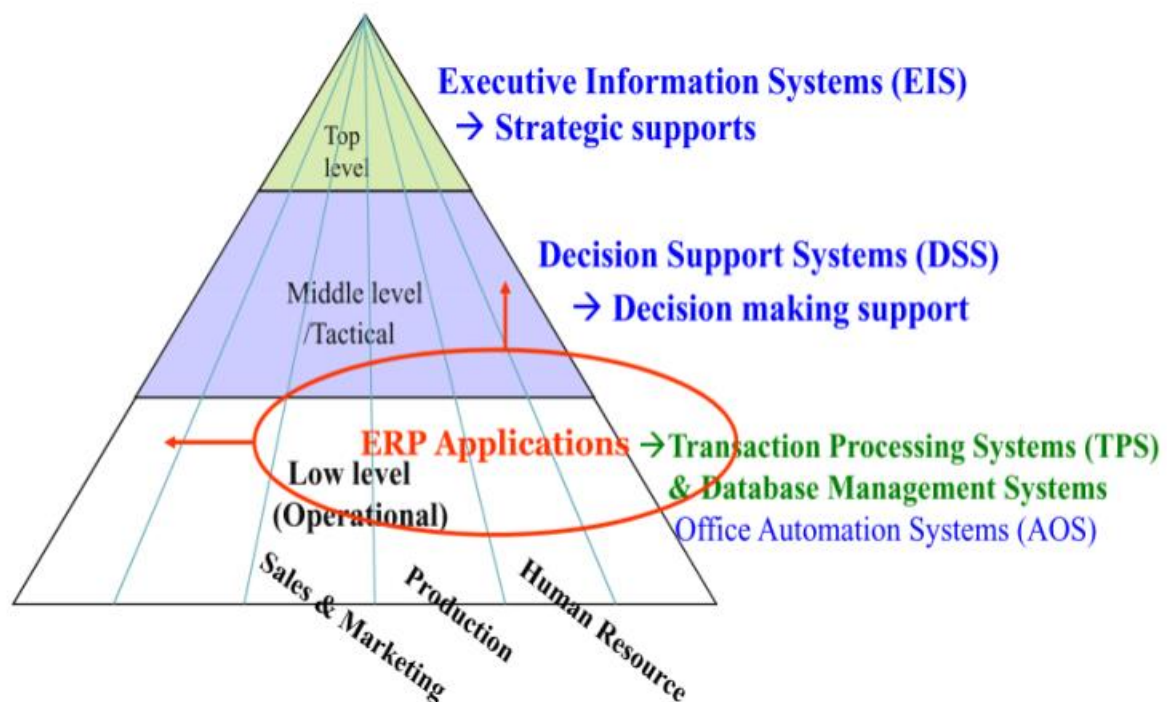 Executive Information Systems (EIS)
→ Strategic supports
Top
level
Decision Support Systems (DSS)
→ Decision making support
Middle level
/Tactical
ERP Applications →Transaction Processing Systems (TPS)
& Database Management Systems
Office Automation Systems (AOS)
Low level
(Operational)
Sales & Marketing
Production
Human Resource